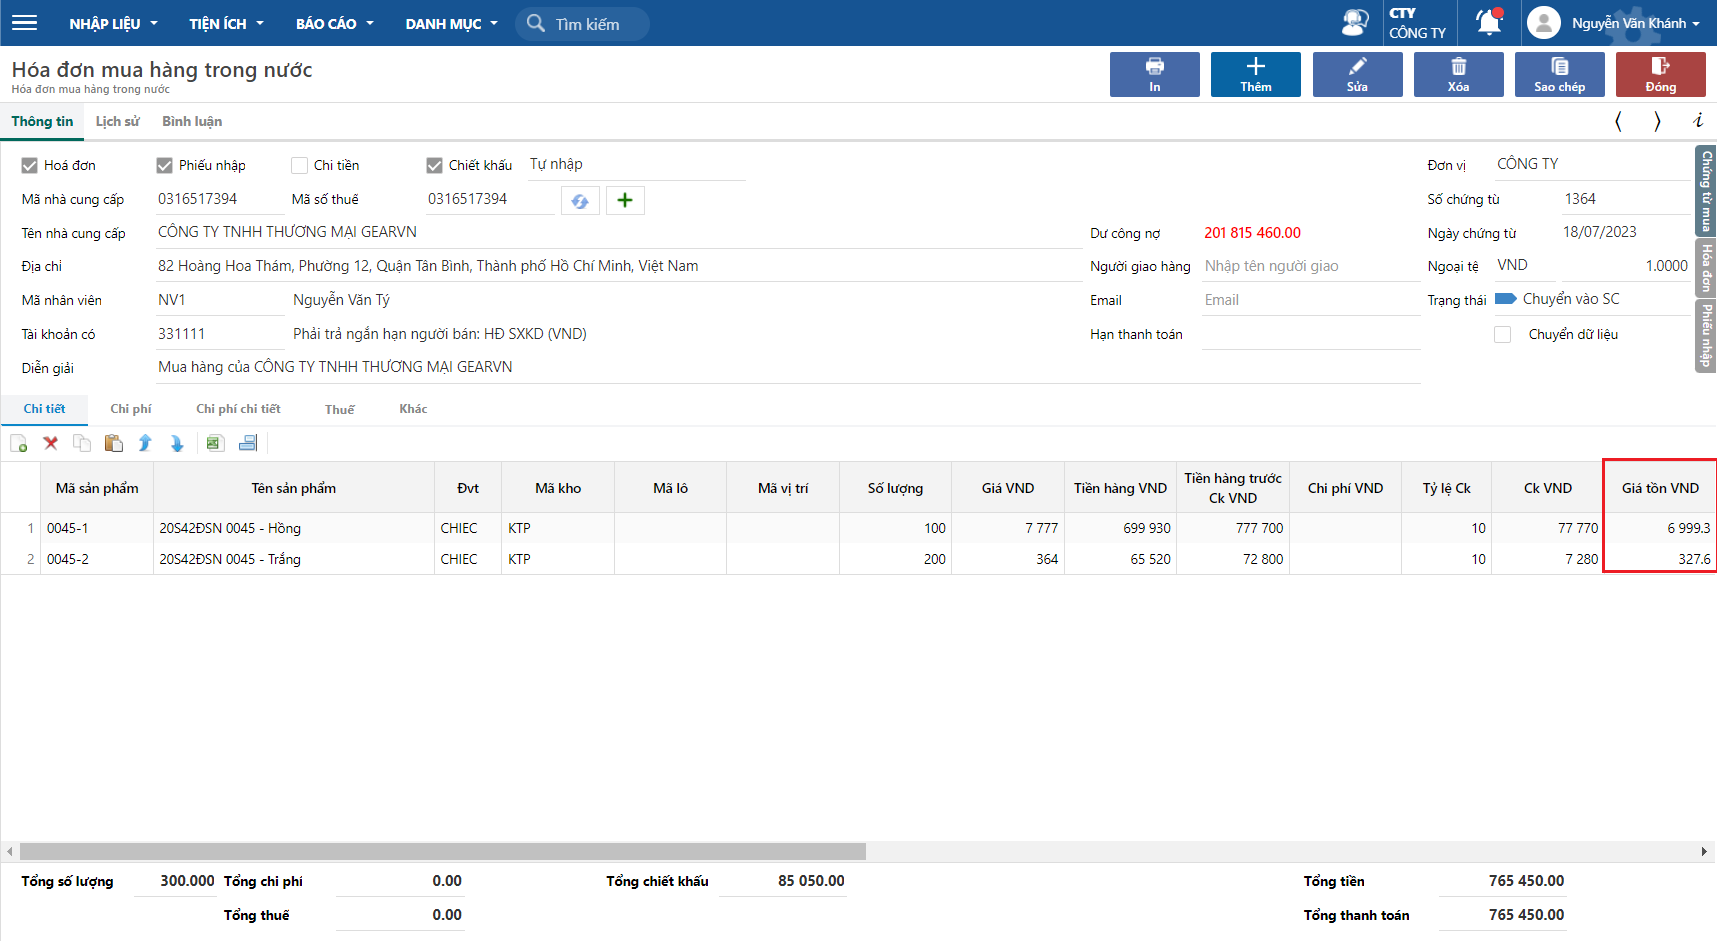 NHẬP LIỆU TIỆN ÍCH BÁO CÁO DANH MỤC Tìm kiếm CTY CÔNG TY Nguyễn Văn Khánh
Hóa đơn mua hàng trong nước
Hóa đơn mua hàng trong nước
In Thêm Sửa Xóa Sao chép Đóng
Thông tin Lịch sử Bình luận
Hoá đơn Phiếu nhập Chi tiền Chiết khấu Tự nhập Đơn vị CÔNG TY
Mã nhà cung cấp 0316517394 Mã số thuế 0316517394 Số chứng từ 1364
Tên nhà cung cấp CÔNG TY TNHH THƯƠNG MẠI GEARVN Dư công nợ 201 815 460.00 Ngày chứng từ 18/07/2023
Địa chỉ 82 Hoàng Hoa Thám, Phường 12, Quận Tân Bình, Thành phố Hồ Chí Minh, Việt Nam Người giao hàng Nhập tên người giao Ngoại tệ VND 1.0000
Mã nhân viên NV1 Nguyễn Văn Tý Email Email Trạng thái Chuyển vào SC
Tài khoản có 331111 Phải trả ngắn hạn người bán: HĐ SXKD (VND) Hạn thanh toán Chuyển dữ liệu
Diễn giải Mua hàng của CÔNG TY TNHH THƯƠNG MẠI GEARVN
Chứng từ mua
Hóa đơn
Phiếu nhập
Chi tiết Chi phí Chi phí chi tiết Thuế Khác
Mã sản phẩm Tên sản phẩm Đvt Mã kho Mã lô Mã vị trí Số lượng Giá VND Tiền hàng VND Tiền hàng trước Ck VND Chi phí VND Tỷ lệ Ck Ck VND Giá tồn VND
1 0045-1 20S42ĐSN 0045 - Hồng CHIEC KTP 100 7 777 699 930 777 700 10 77 770 6 999.3
2 0045-2 20S42ĐSN 0045 - Trắng CHIEC KTP 200 364 65 520 72 800 10 7 280 327.6
Tổng số lượng 300.000 Tổng chi phí 0.00 Tổng chiết khấu 85 050.00 Tổng tiền 765 450.00
Tổng thuế 0.00 Tổng thanh toán 765 450.00